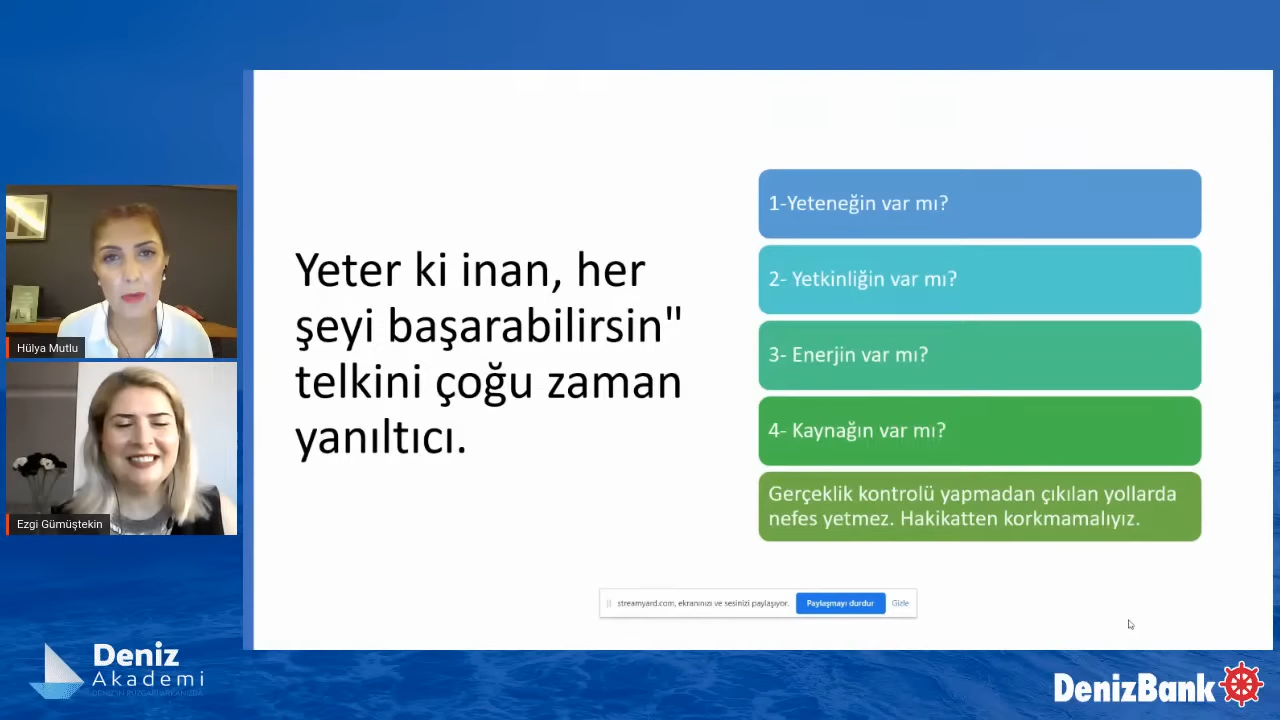 Hülya Mutlu
Ezgi Gümüştekin
Yeter ki inan, her
şeyi başarabilirsin"
telkini çoğu zaman
yanıltıcı.
1-Yeteneğin var mı?
2- Yetkinliğin var mı?
3- Enerjin var mı?
4- Kaynağın var mı?
Gerçeklik kontrolü yapmadan çıkılan yollarda
nefes yetmez. Hakikatten korkmamalıyız.
streamyard.com, ekranınızı ve sesinizi paylaşıyor.
Paylaşmayı durdur
Gizle
Deniz
Akademi
DenizBank